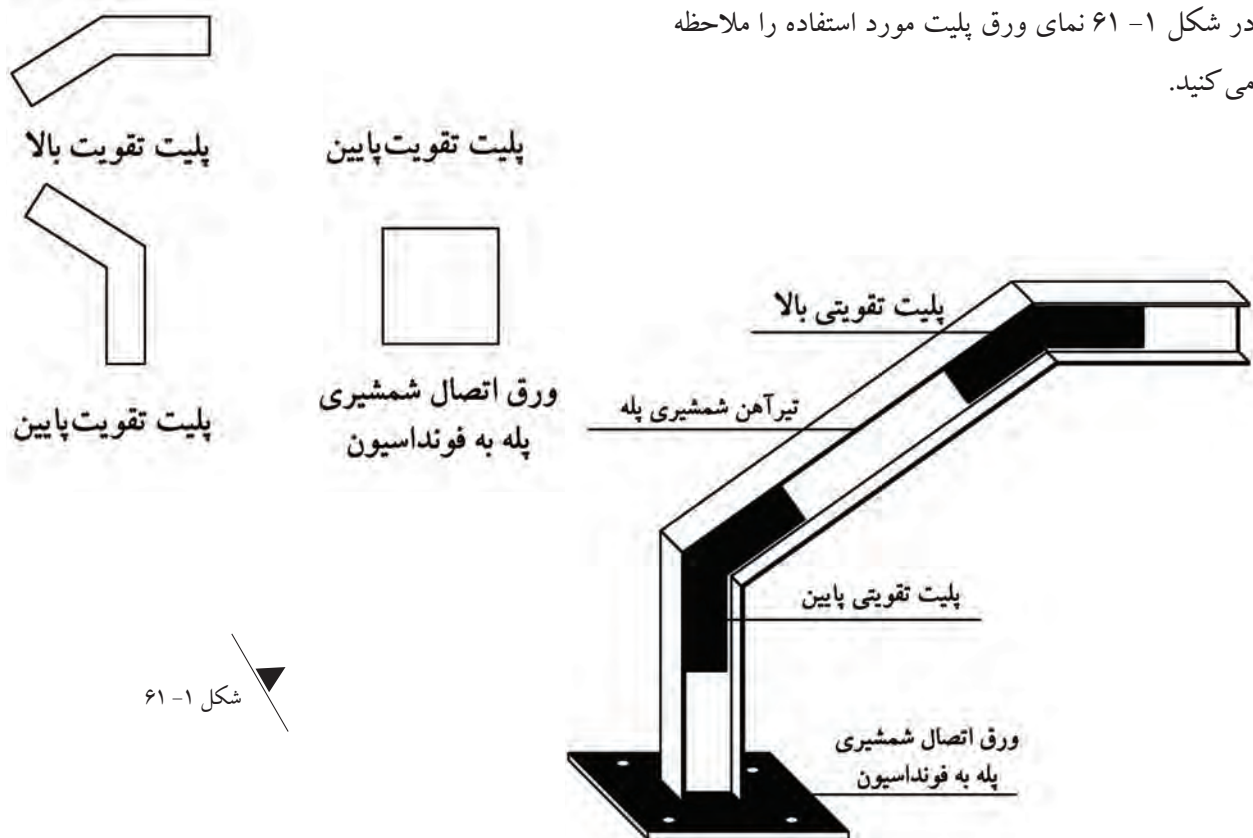 در شکل ۱- ۶۱ نمای ورق پلیت مورد استفاده را ملاحظه
می‌کنید.
پلیت تقویت بالا
پلیت تقویت‌پایین
پلیت تقویت‌پایین
ورق اتصال شمشیری
پله به فونداسیون
پلیت تقویتی بالا
تیرآهن شمشیری پله
پلیت تقویتی پایین
ورق اتصال شمشیری
پله به فونداسیون
شکل ۱- ۶۱